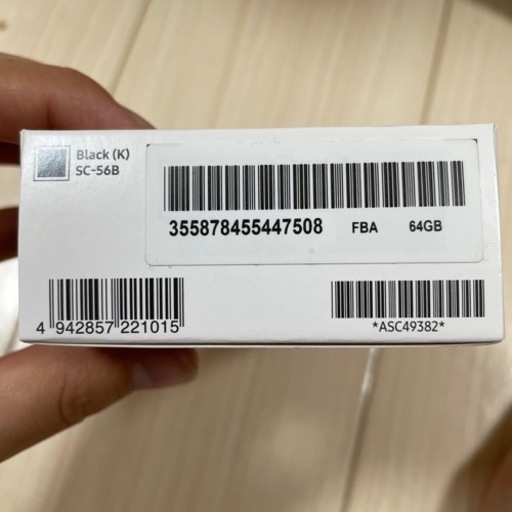 Black (K)
SC-56B
355878455447508 FBA 64GB
4 942857 221015
*ASC49382*